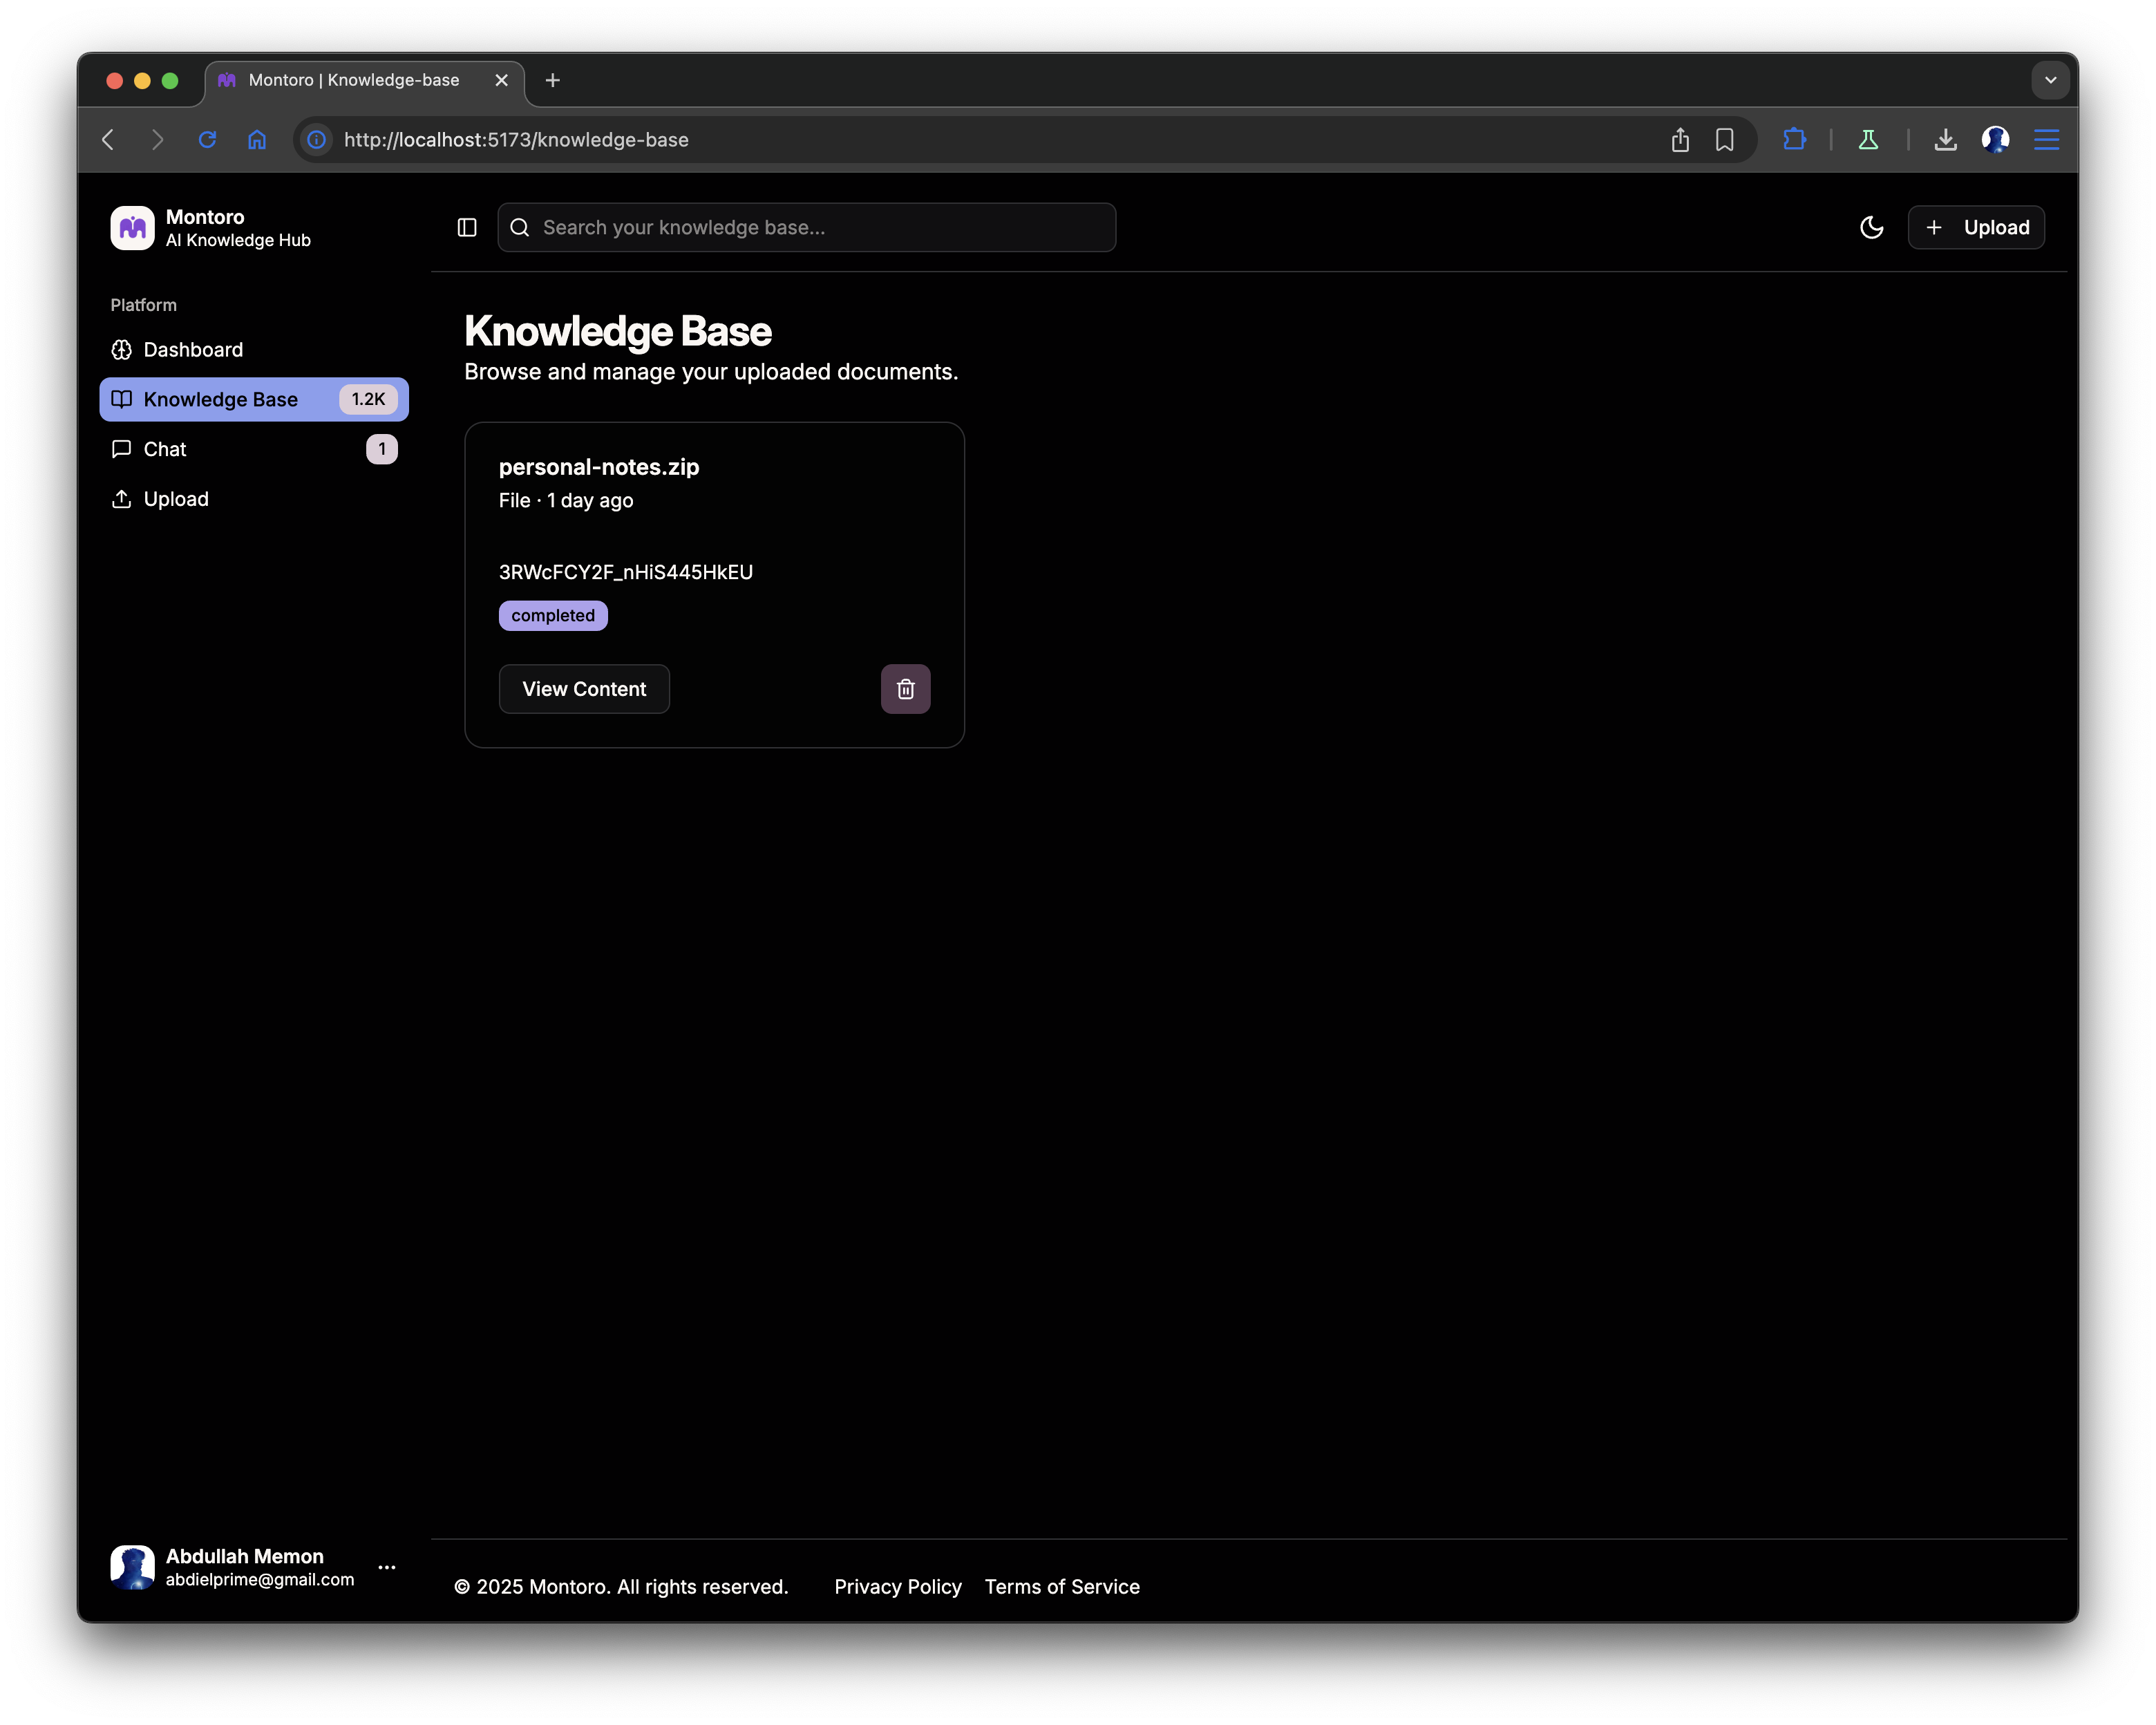 Montoro | Knowledge-base
http://localhost:5173/knowledge-base
Montoro
AI Knowledge Hub
Search your knowledge base...
Upload
Platform
Dashboard
Knowledge Base 1.2K
Chat 1
Upload
Knowledge Base
Browse and manage your uploaded documents.
personal-notes.zip
File · 1 day ago
3RWcFCY2F_nHiS445HkEU
completed
View Content
Abdullah Memon
abdielprime@gmail.com
© 2025 Montoro. All rights reserved.
Privacy Policy
Terms of Service